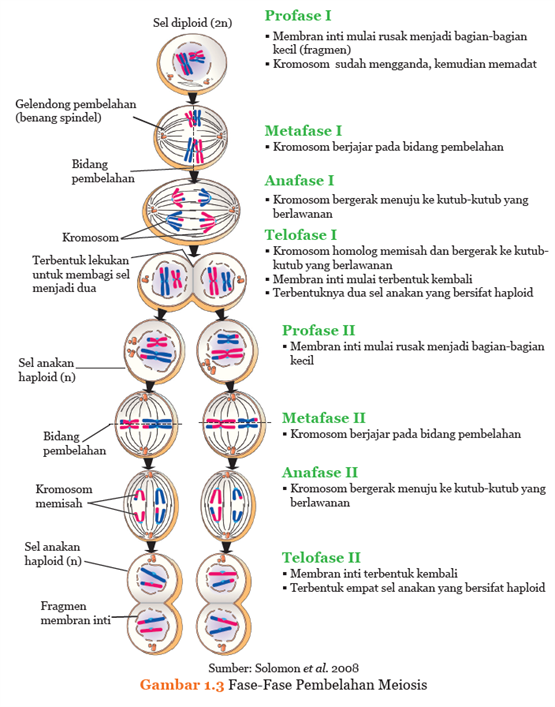 Sel diploid (2n)
Profase I
▪ Membran inti mulai rusak menjadi bagian-bagian
kecil (fragmen)
▪ Kromosom sudah mengganda, kemudian memadat
Gelendong pembelahan
(benang spindel)
Metafase I
▪ Kromosom berjajar pada bidang pembelahan
Bidang
pembelahan
Anafase I
▪ Kromosom bergerak menuju ke kutub-kutub yang
berlawanan
Kromosom
Telofase I
▪ Kromosom homolog memisah dan bergerak ke kutub-
kutub yang berlawanan
▪ Membran inti mulai terbentuk kembali
▪ Terbentuknya dua sel anakan yang bersifat haploid
Terbentuk lekukan
untuk membagi sel
menjadi dua
Profase II
▪ Membran inti mulai rusak menjadi bagian-bagian
kecil
Sel anakan
haploid (n)
Metafase II
▪ Kromosom berjajar pada bidang pembelahan
Bidang
pembelahan
Anafase II
▪ Kromosom bergerak menuju ke kutub-kutub yang
berlawanan
Kromosom
memisah
Sel anakan
haploid (n)
Telofase II
▪ Membran inti terbentuk kembali
▪ Terbentuk empat sel anakan yang bersifat haploid
Fragmen
membran inti
Sumber: Solomon et al. 2008
Gambar 1.3 Fase-Fase Pembelahan Meiosis